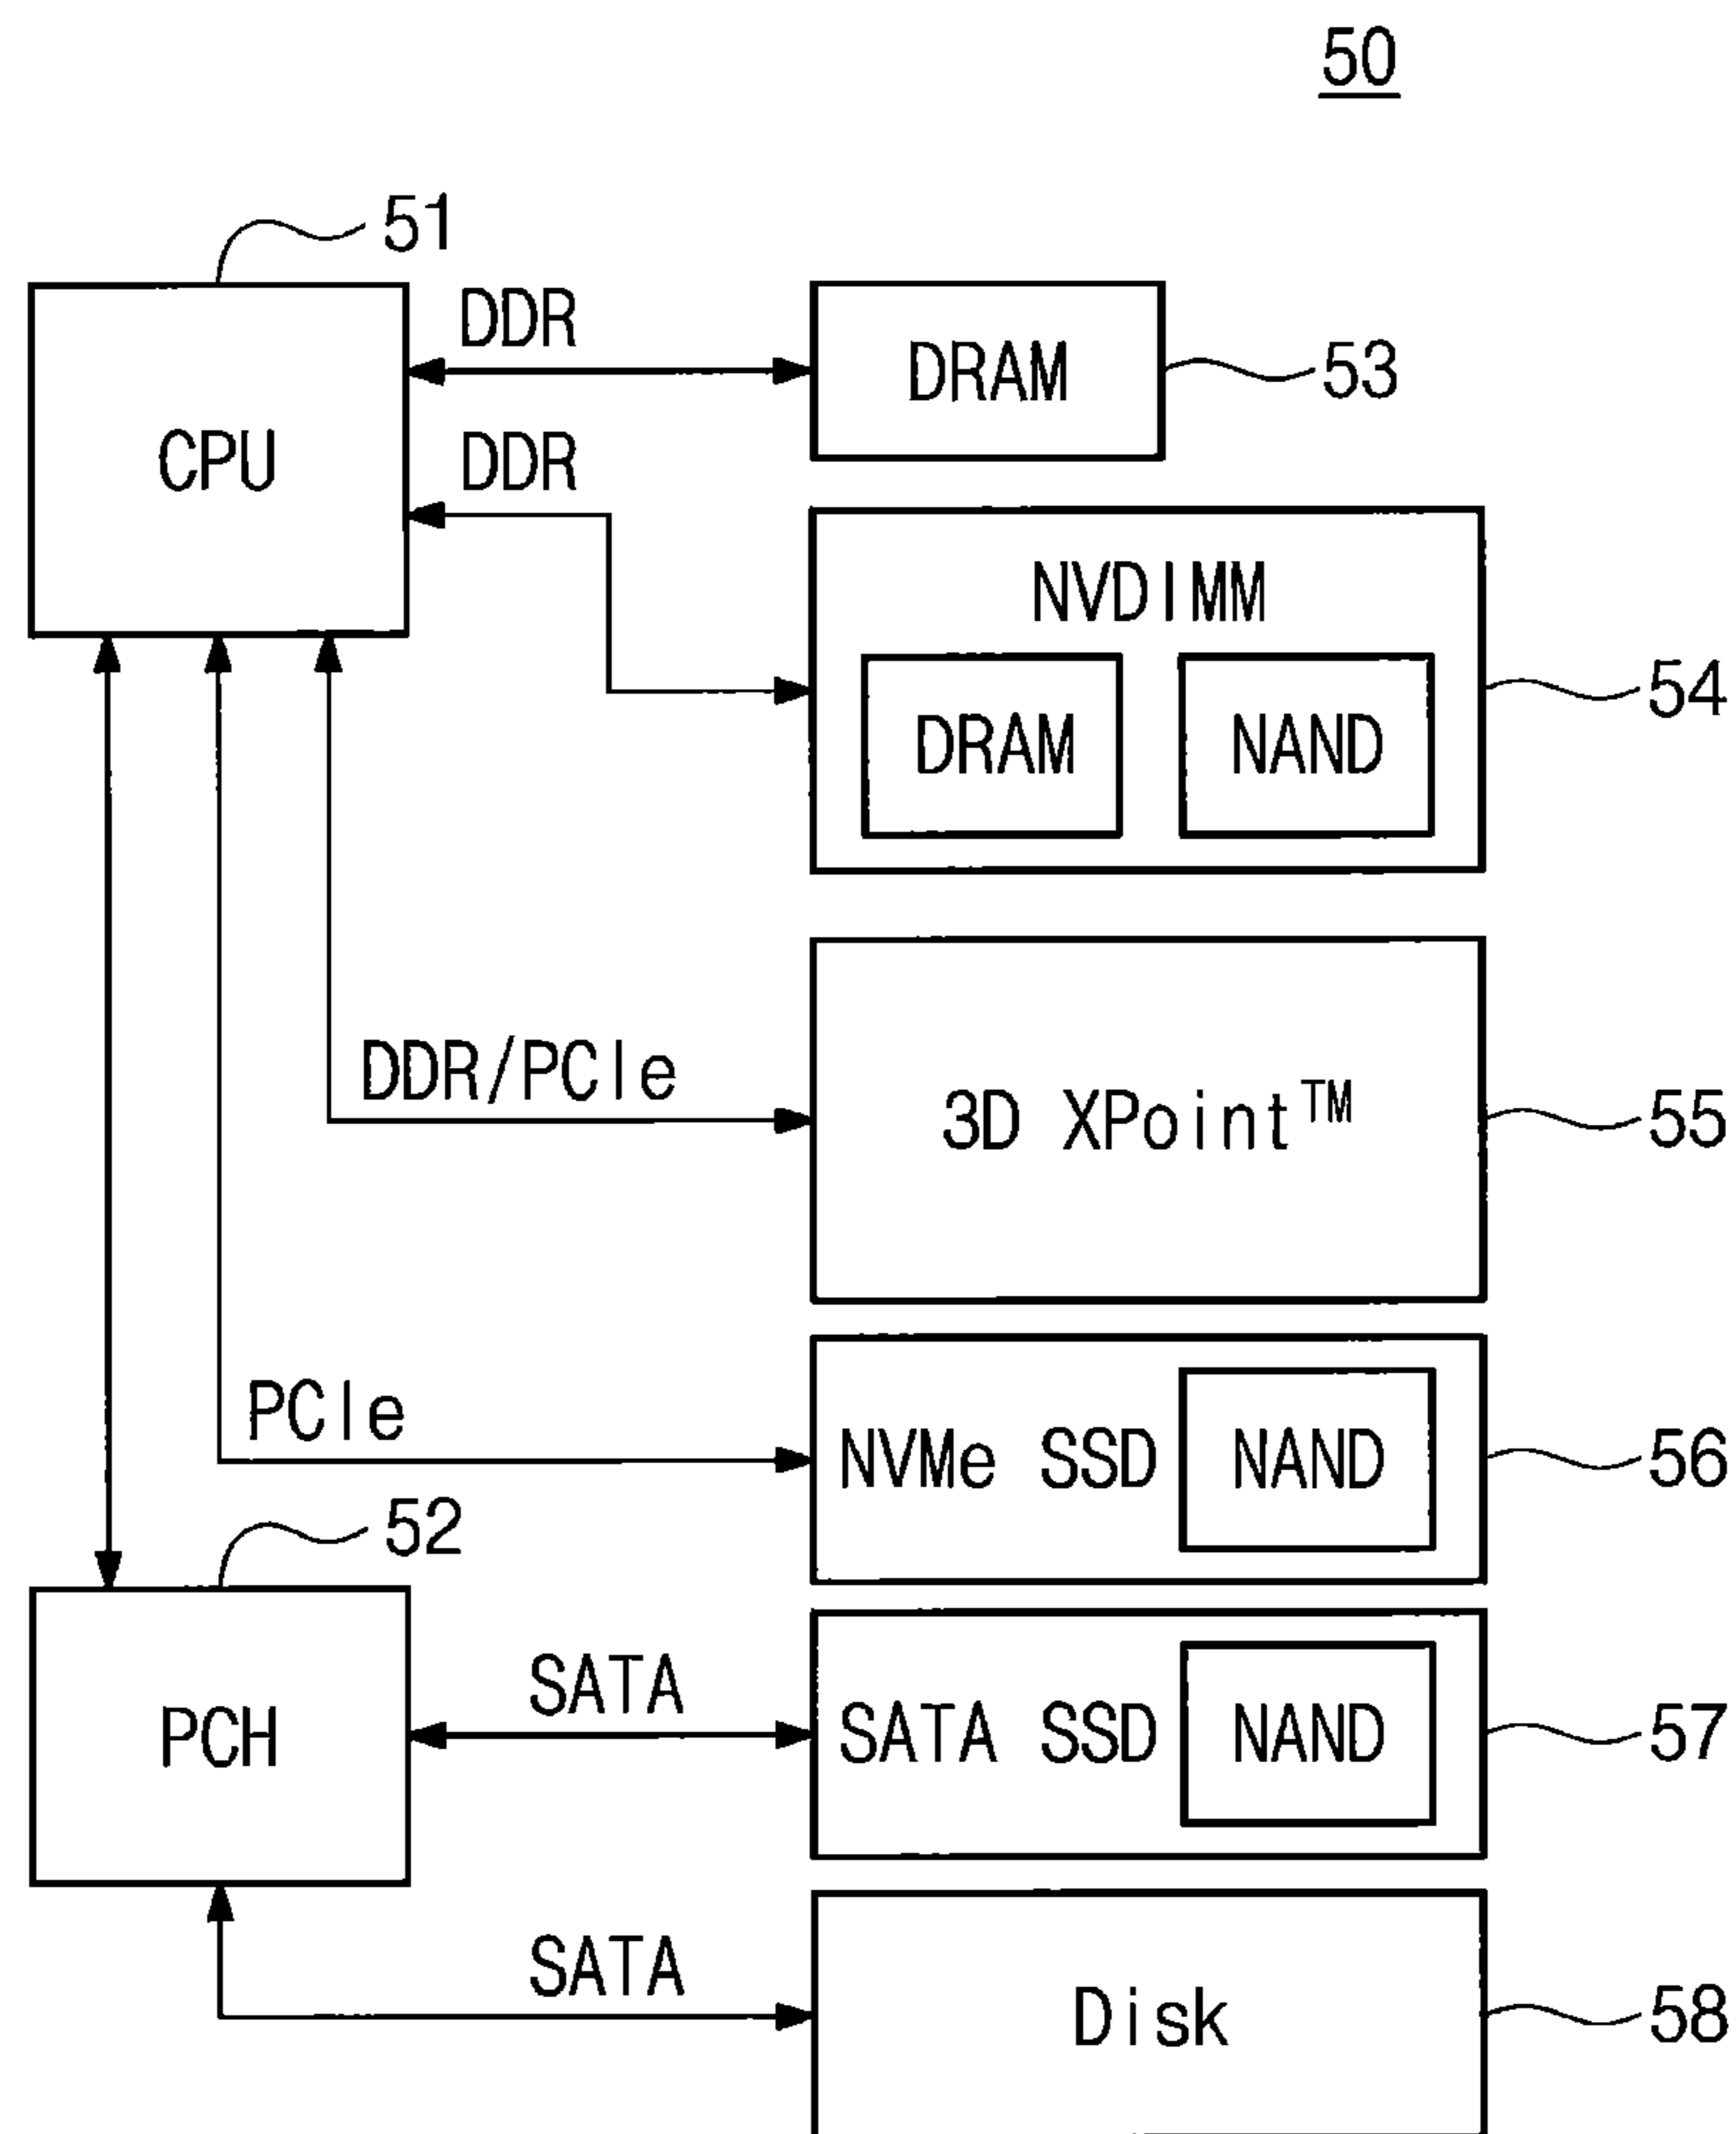 50
51
DDR
DRAM
53
CPU
DDR
NVDIMM
DRAM
NAND
54
DDR/PCIe
3D XPoint™
55
PCIe
NVMe SSD
NAND
56
52
PCH
SATA
SATA SSD
NAND
57
SATA
Disk
58